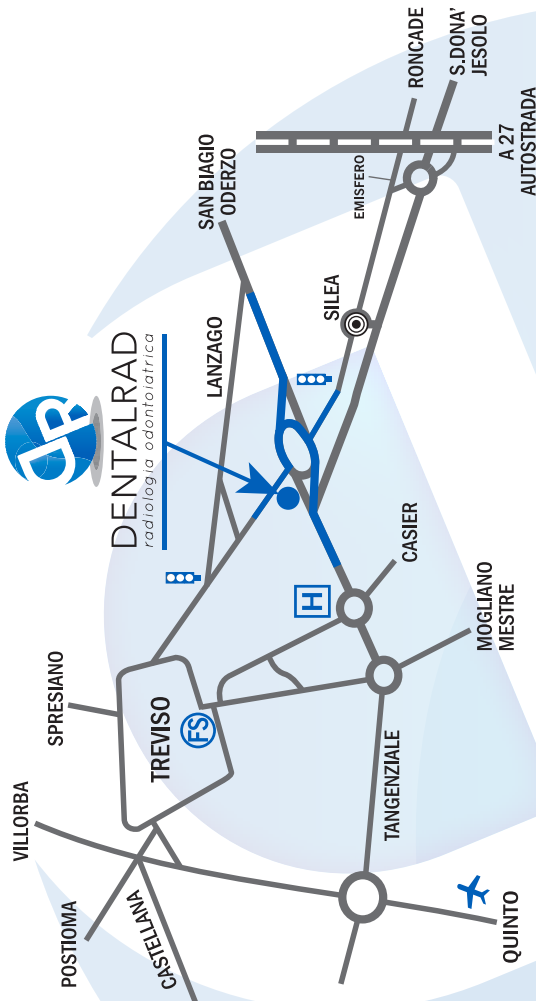 DENTALRAD
radiologia odontoiatrica
POSTIOMA
VILLORBA
SPRESIANO
CASTELLANA
TREVISO
FS
LANZAGO
SAN BIAGIO
ODERZO
RONCADE
S.DONA'
JESOLO
EMISFERO
SILEA
A 27
AUTOSTRADA
H
CASIER
MOGLIANO
MESTRE
TANGENZIALE
QUINTO